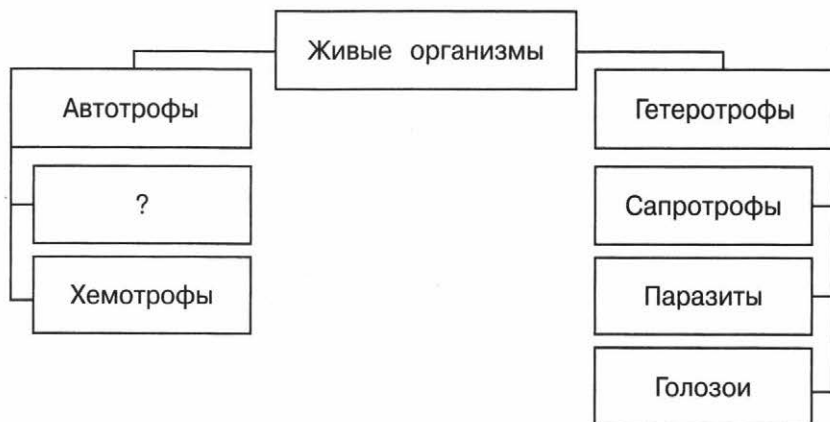 Живые организмы
Автотрофы
?
Хемотрофы
Гетеротрофы
Сапротрофы
Паразиты
Голозои